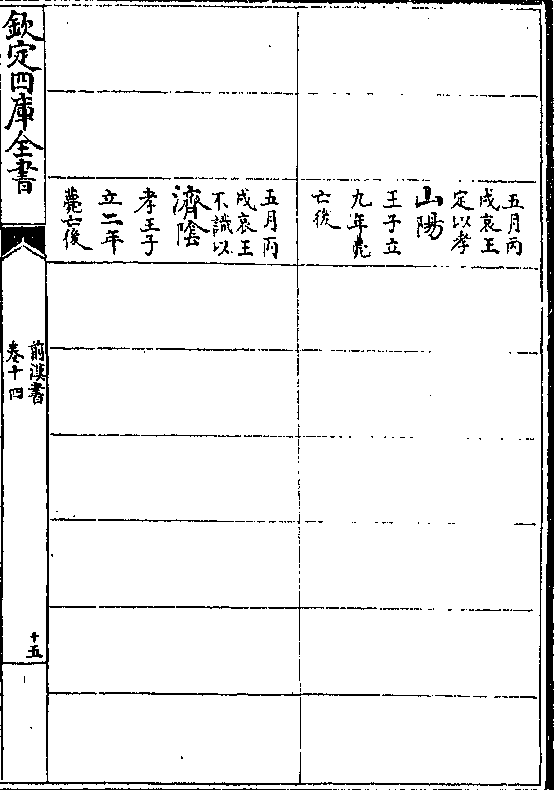 五月丙
戌哀王
定以孝
山陽
王子立
九年薨
亡後
五月丙
戌哀王
不識以
濟陰
孝王子
立二年
薨亡後
欽定四庫全書
前漢書
卷十四
十五